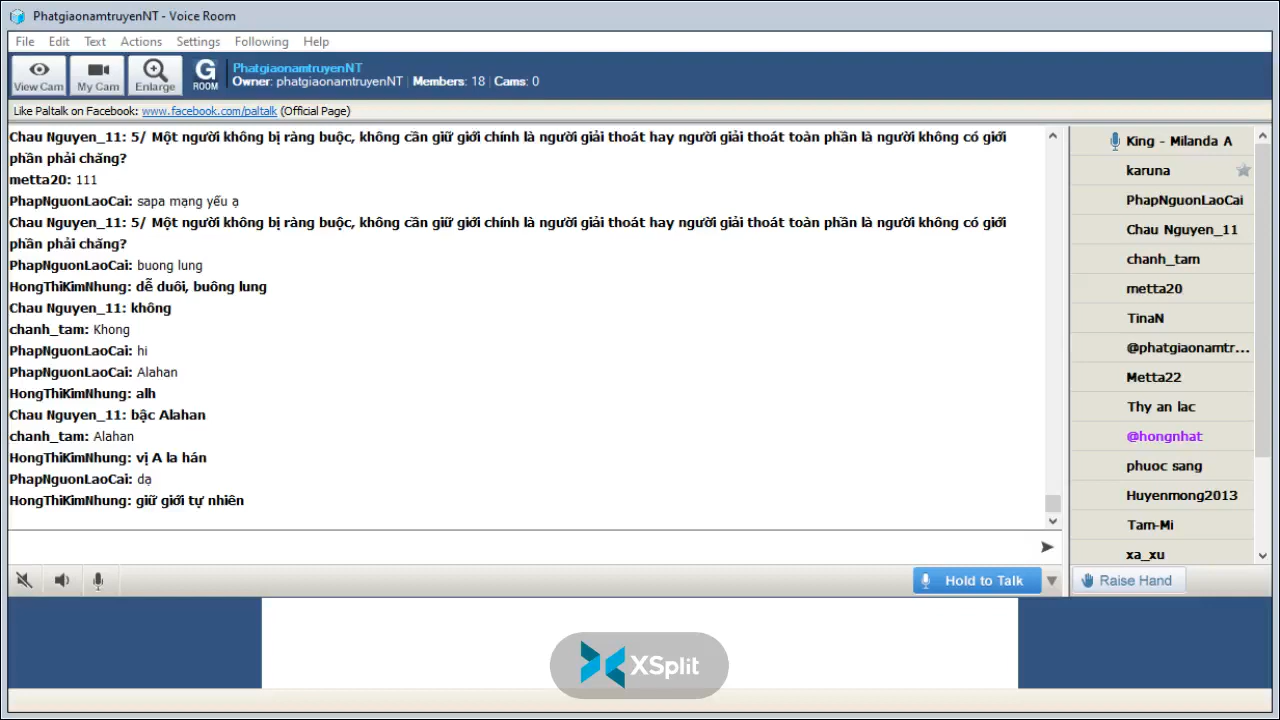 PhatgiaonamtruyenNT - Voice Room
File Edit Text Actions Settings Following Help
View Cam My Cam Enlarge G ROOM
PhatgiaonamtruyenNT
Owner: phatgiaonamtruyenNT | Members: 18 | Cams: 0
Like Paltalk on Facebook: www.facebook.com/paltalk (Official Page)
Chau Nguyen_11: 5/ Một người không bị ràng buộc, không cần giữ giới chính là người giải thoát hay người giải thoát toàn phần là người không có giới
phần phải chăng?
metta20: 111
PhapNguonLaoCai: sapa mạng yếu ạ
Chau Nguyen_11: 5/ Một người không bị ràng buộc, không cần giữ giới chính là người giải thoát hay người giải thoát toàn phần là người không có giới
phần phải chăng?
PhapNguonLaoCai: buong lung
HongThiKimNhung: dễ duôi, buông lung
Chau Nguyen_11: không
chanh_tam: Khong
PhapNguonLaoCai: hi
PhapNguonLaoCai: Alahan
HongThiKimNhung: alh
Chau Nguyen_11: bậc Alahan
chanh_tam: Alahan
HongThiKimNhung: vị A la hán
PhapNguonLaoCai: dạ
HongThiKimNhung: giữ giới tự nhiên
King - Milanda A
karuna
PhapNguonLaoCai
Chau Nguyen_11
chanh_tam
metta20
TinaN
@phatgiaonamtr...
Metta22
Thy an lac
@hongnhat
phuoc sang
Huyenmong2013
Tam-Mi
xa_xu
Hold to Talk
Raise Hand
XSplit